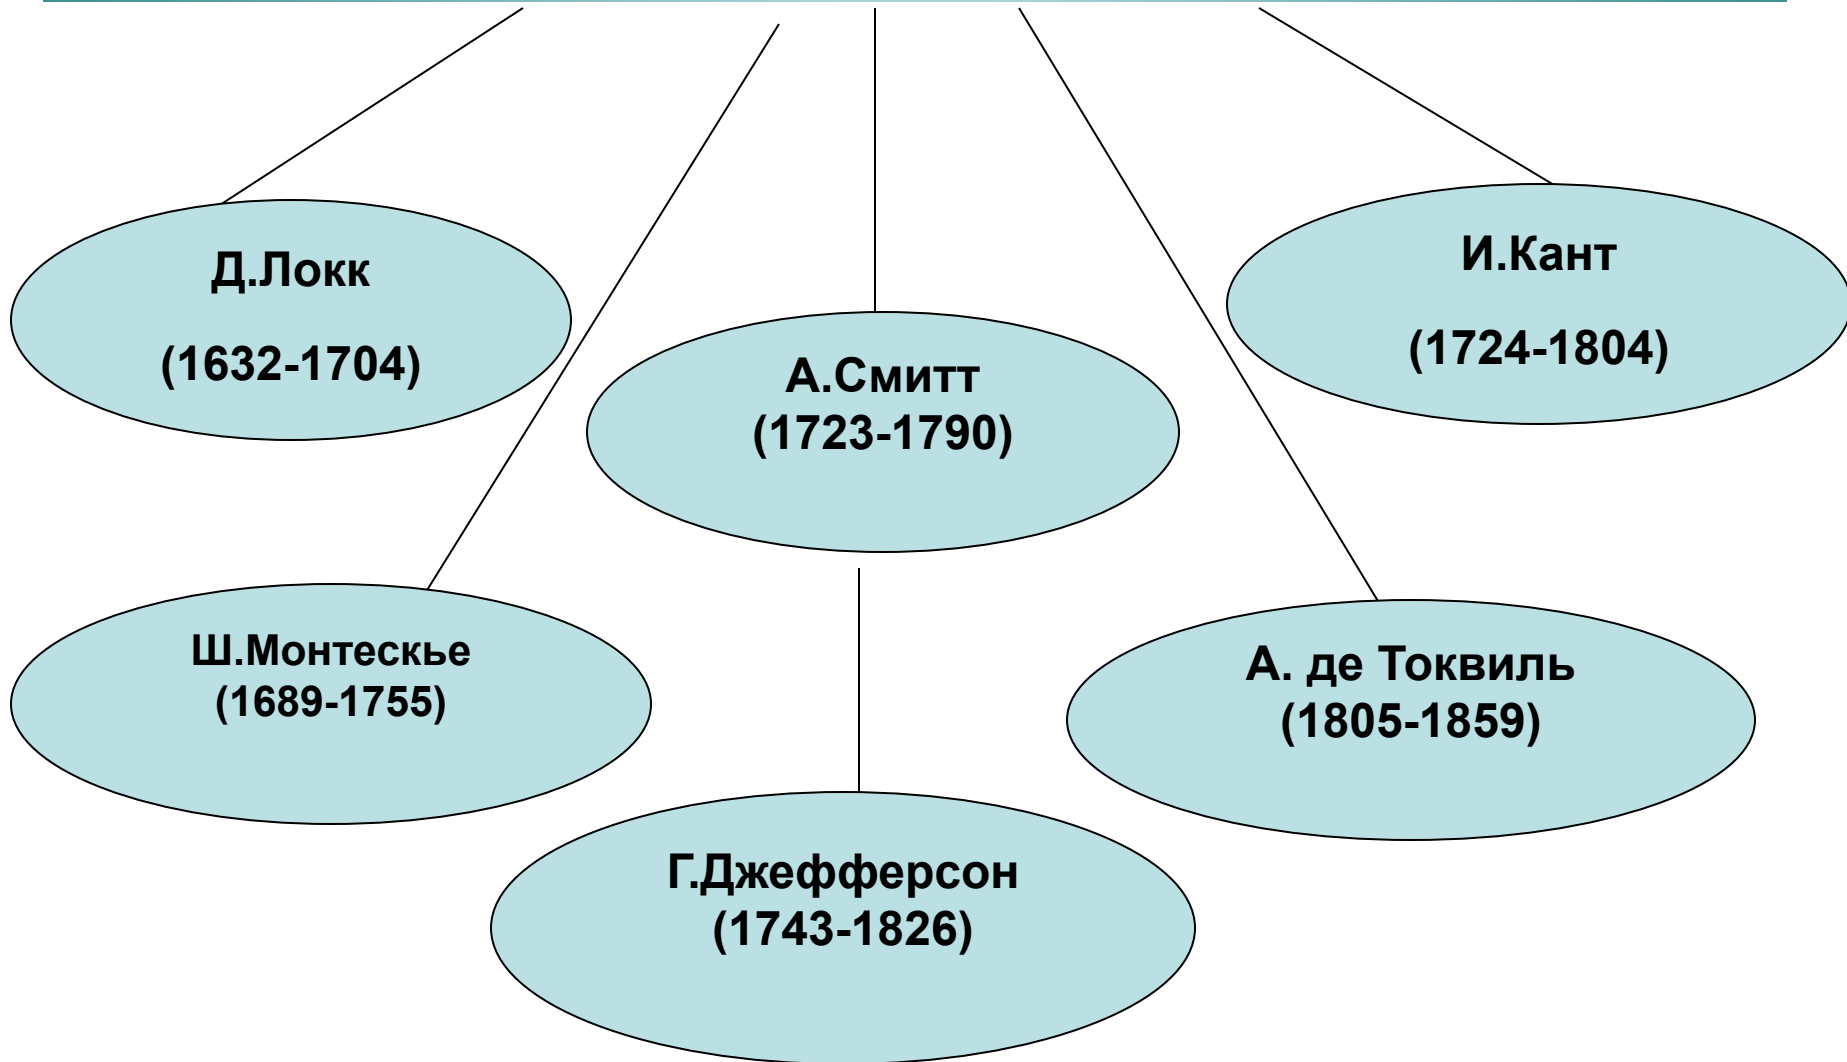 Д.Локк
(1632-1704)
И.Кант
(1724-1804)
А.Смитт
(1723-1790)
Ш.Монтескье
(1689-1755)
А. де Токвиль
(1805-1859)
Г.Джефферсон
(1743-1826)